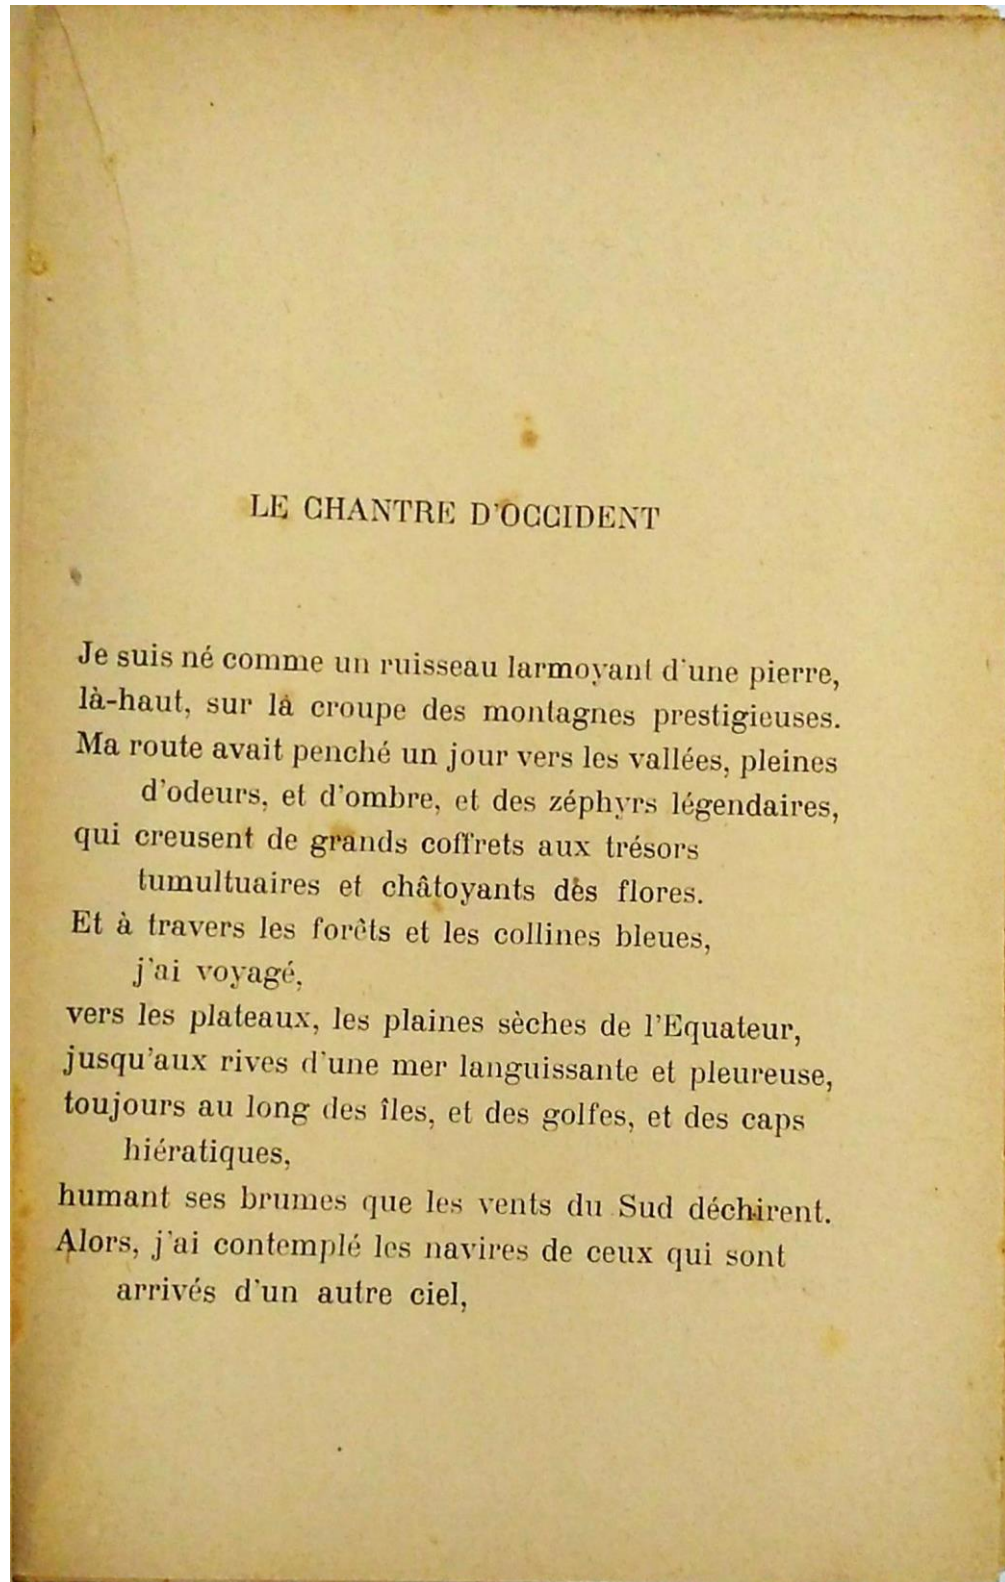 LE CHANTRE D'OCCIDENT
Je suis né comme un ruisseau larmoyant d'une pierre,
là-haut, sur là croupe des montagnes prestigieuses.
Ma route avait penché un jour vers les vallées, pleines
d'odeurs, et d'ombre, et des zéphyrs légendaires,
qui creusent de grands coffrets aux trésors
tumultuaires et châtoyants dès flores.
Et à travers les forêts et les collines bleues,
j'ai voyagé,
vers les plateaux, les plaines sèches de l'Equateur,
jusqu'aux rives d'une mer languissante et pleureuse,
toujours au long des îles, et des golfes, et des caps
hiératiques,
humant ses brumes que les vents du Sud déchirent.
Alors, j'ai contemplé les navires de ceux qui sont
arrivés d'un autre ciel,